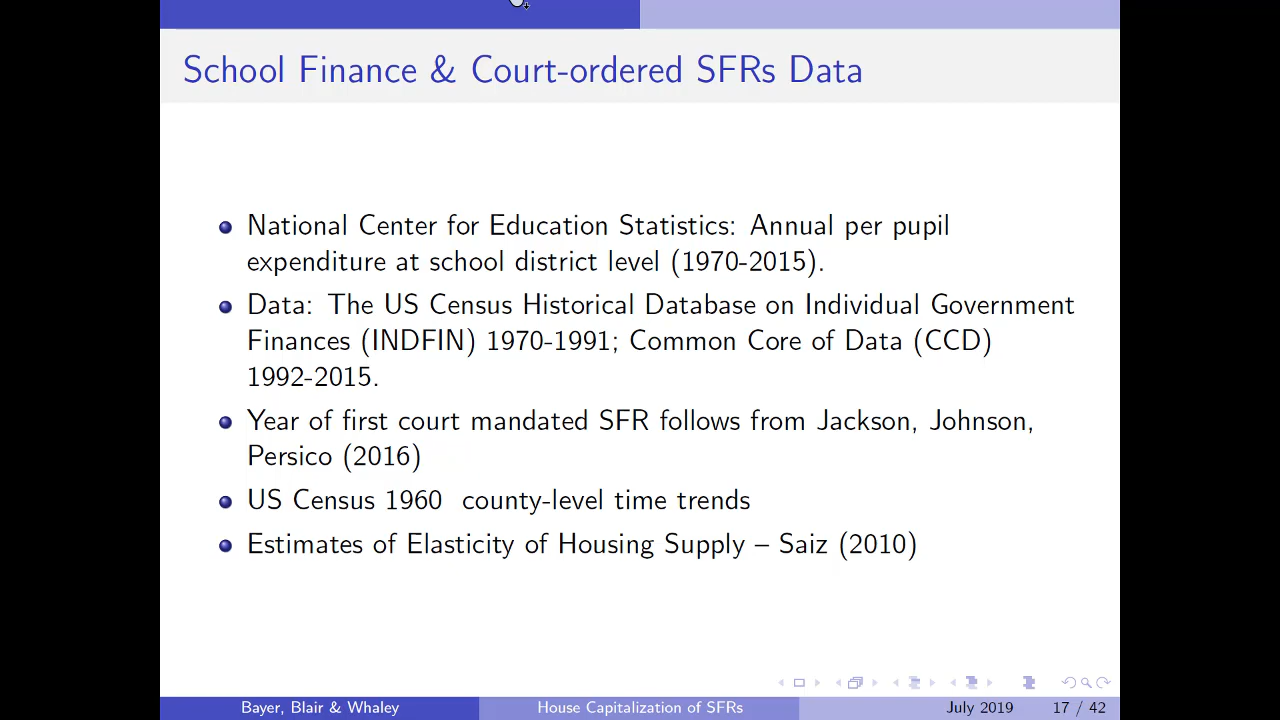 School Finance & Court-ordered SFRs Data
National Center for Education Statistics: Annual per pupil
expenditure at school district level (1970-2015).
Data: The US Census Historical Database on Individual Government
Finances (INDFIN) 1970-1991; Common Core of Data (CCD)
1992-2015.
Year of first court mandated SFR follows from Jackson, Johnson,
Persico (2016)
US Census 1960 county-level time trends
Estimates of Elasticity of Housing Supply – Saiz (2010)
Bayer, Blair & Whaley House Capitalization of SFRs July 2019 17 / 42